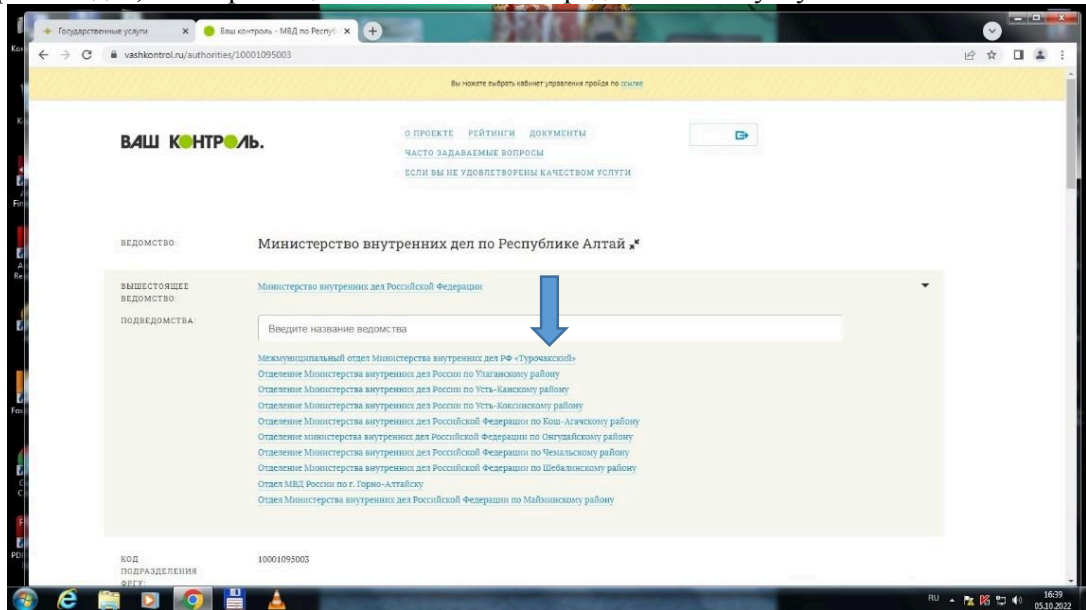 Государственные услуги
Ваш контроль - МВД по Респу
vashkontrol.ru/authorities/10001095003
Вы можете выбрать кабинет управления пройдя по ссылке
ВАШ КОНТРОЛЬ.
О ПРОЕКТЕ РЕЙТИНГИ ДОКУМЕНТЫ
ЧАСТО ЗАДАВАЕМЫЕ ВОПРОСЫ
ЕСЛИ ВЫ НЕ УДОВЛЕТВОРЕНЫ КАЧЕСТВОМ УСЛУГИ
ВЕДОМСТВО: Министерство внутренних дел по Республике Алтай
ВЫШЕСТОЯЩЕЕ ВЕДОМСТВО: Министерство внутренних дел Российской Федерации
ПОДВЕДОМСТВА: Введите название ведомства
Межмуниципальный отдел Министерства внутренних дел РФ «Турочакский»
Отделение Министерства внутренних дел России по Улаганскому району
Отделение Министерства внутренних дел России по Усть-Канскому району
Отделение Министерства внутренних дел России по Усть-Коксинскому району
Отделение Министерства внутренних дел Российской Федерации по Кош-Агачскому району
Отделение министерства внутренних дел Российской Федерации по Онгудайскому району
Отделение Министерства внутренних дел Российской Федерации по Чемальскому району
Отделение Министерства внутренних дел Российской Федерации по Шебалинскому району
Отдел МВД России по г. Горно-Алтайску
Отдел Министерства внутренних дел Российской Федерации по Майминскому району
КОД ПОДРАЗДЕЛЕНИЯ ФРГУ: 10001095003
RU 16:39
05.10.2022